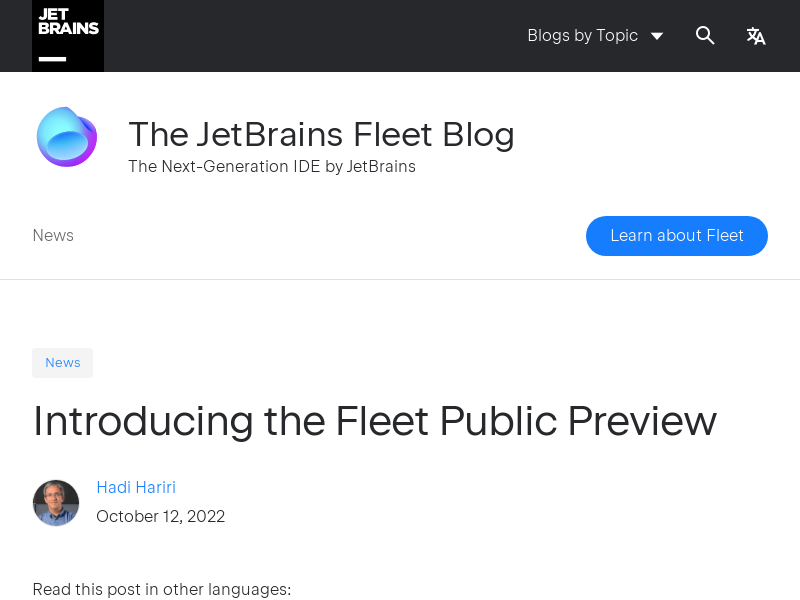 JET
BRAINS
Blogs by Topic
The JetBrains Fleet Blog
The Next-Generation IDE by JetBrains
News
Learn about Fleet
News
Introducing the Fleet Public Preview
Hadi Hariri
October 12, 2022
Read this post in other languages: